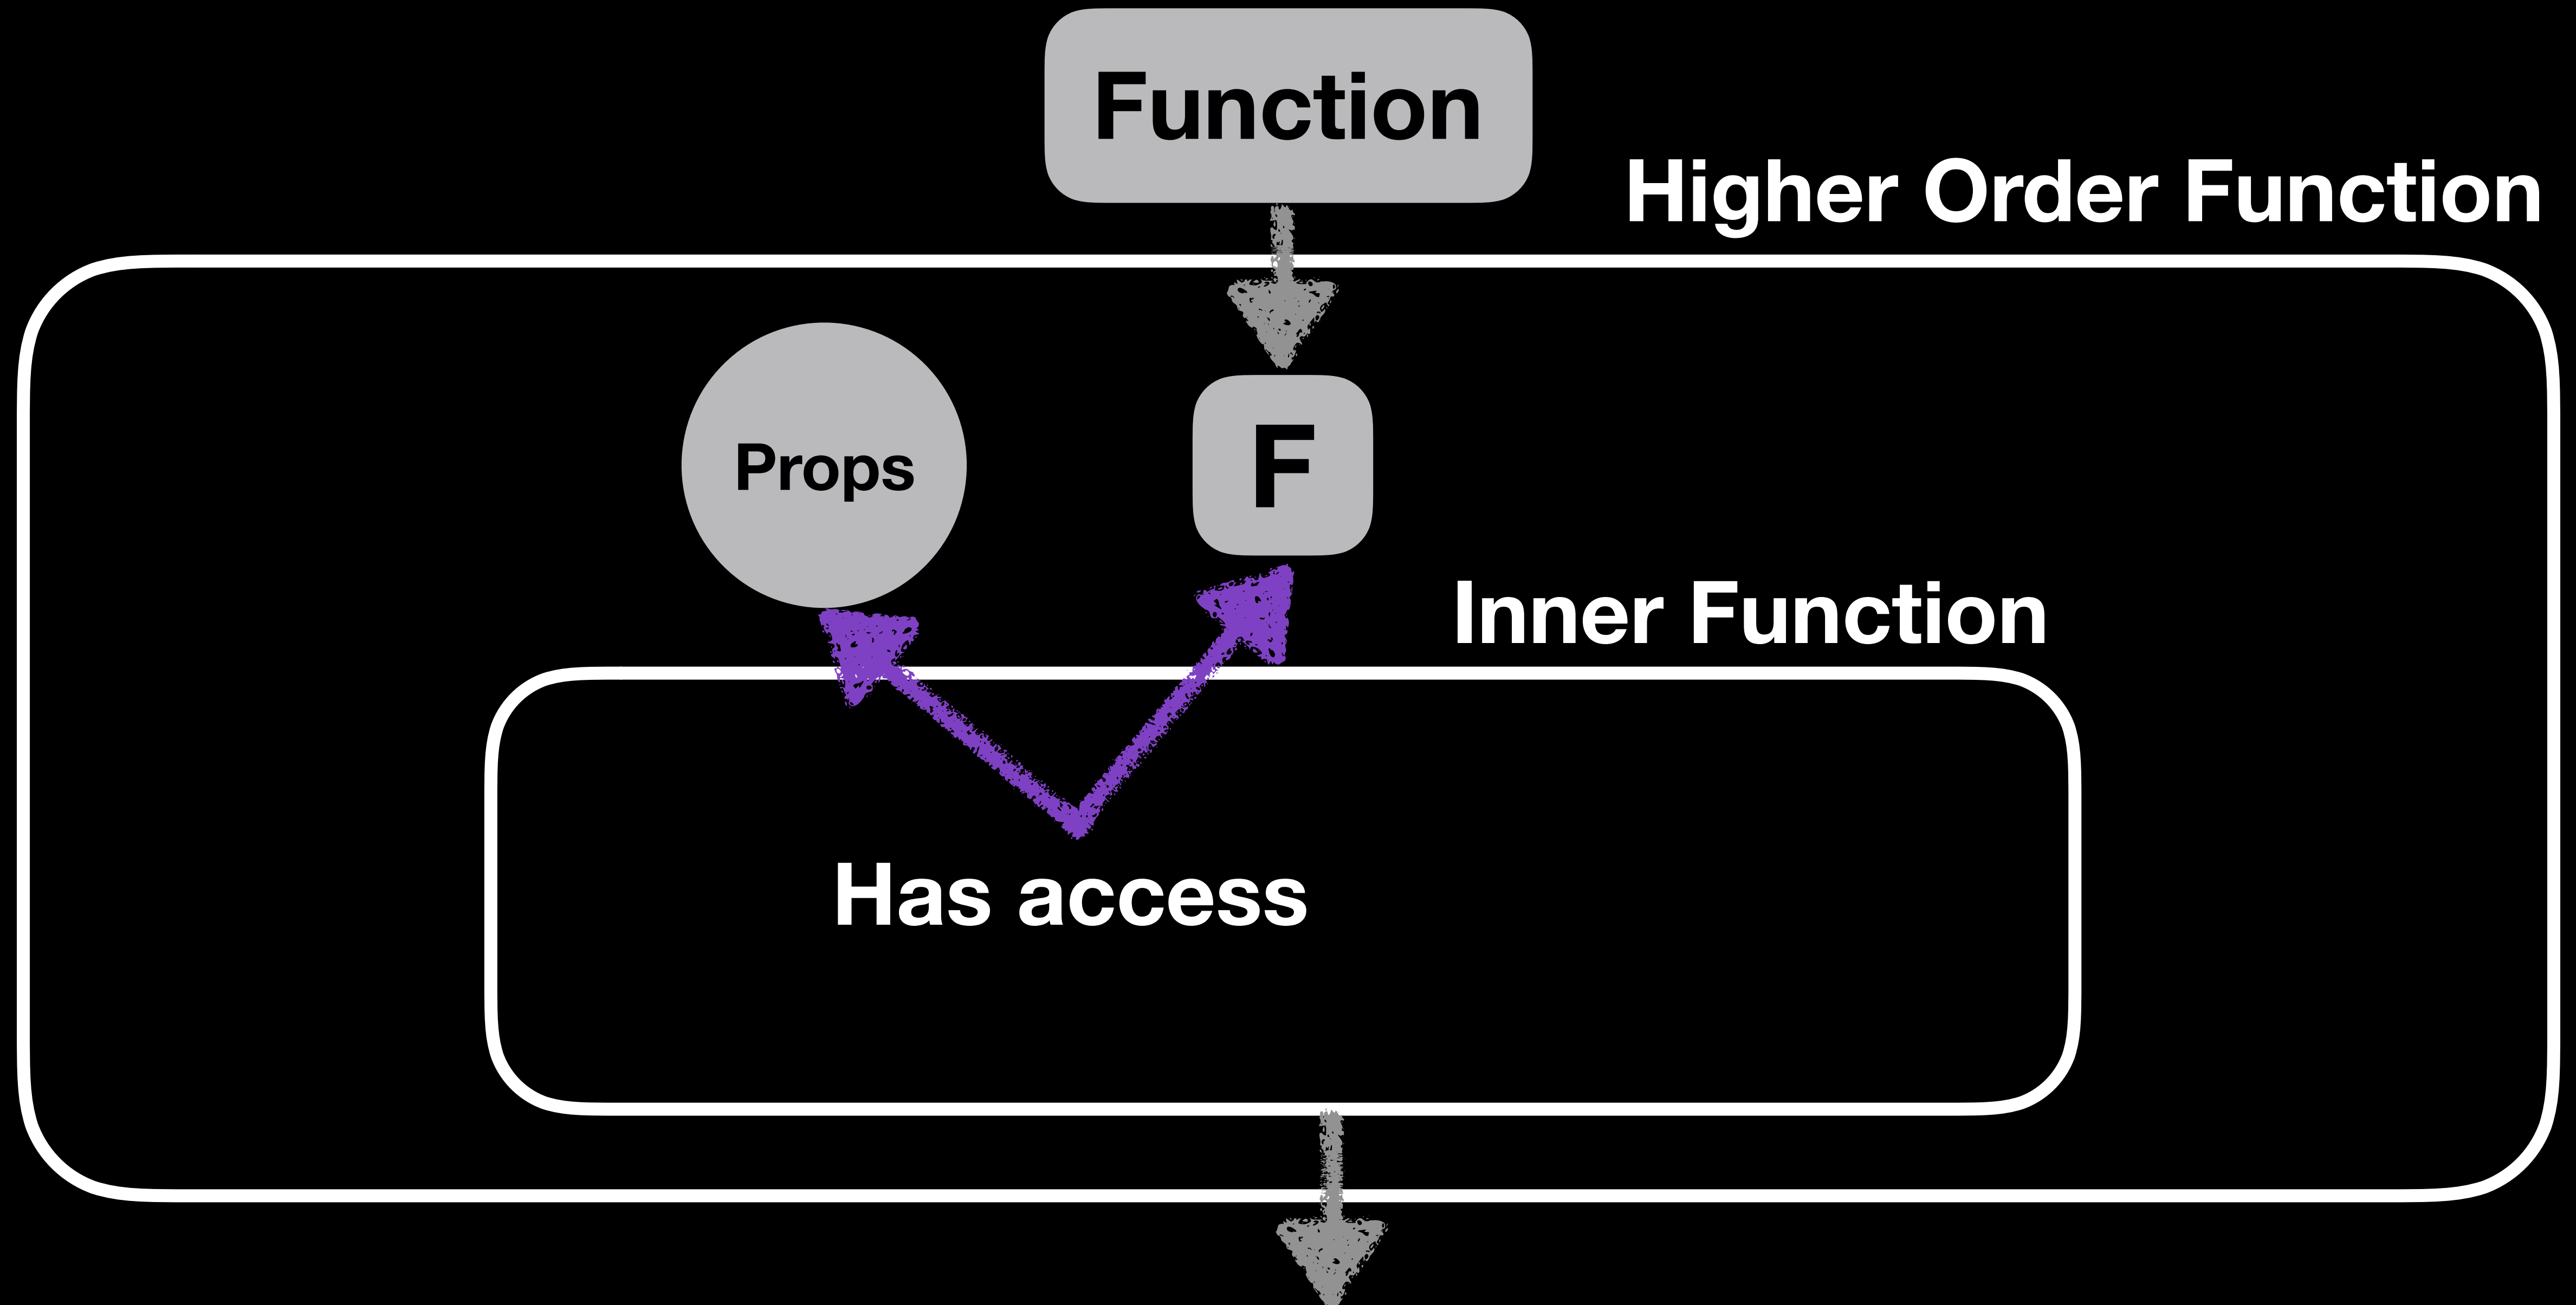 Function
Higher Order Function
Props
F
Inner Function
Has access